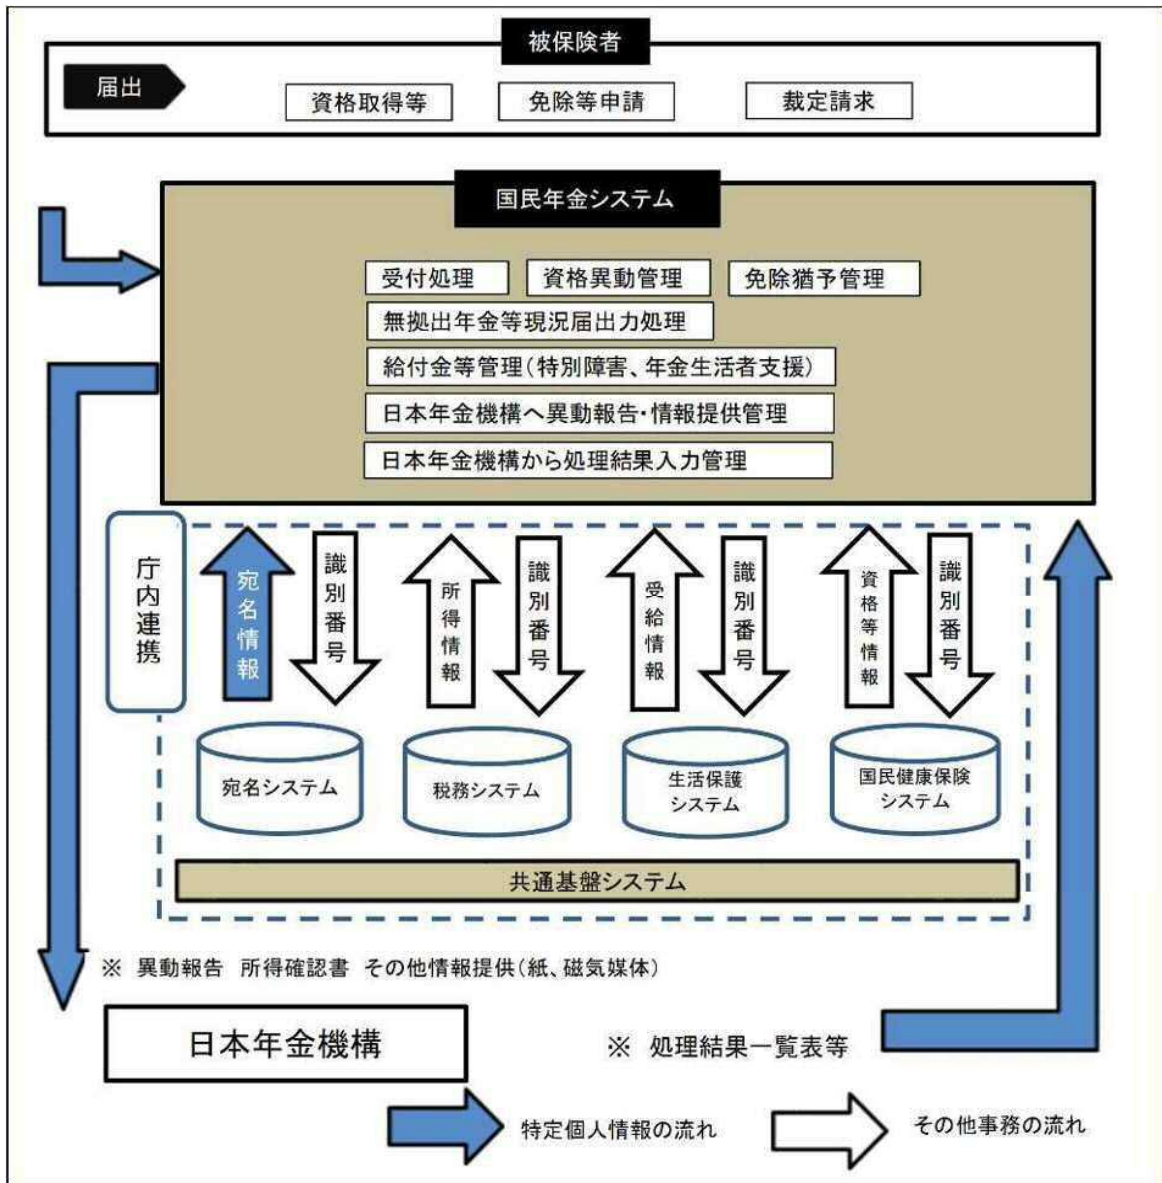 被保険者
届出
資格取得等
免除等申請
裁定請求
国民年金システム
受付処理
資格異動管理
免除猶予管理
無拠出年金等現況届出力処理
給付金等管理(特別障害、年金生活者支援)
日本年金機構へ異動報告・情報提供管理
日本年金機構から処理結果入力管理
庁内連携
宛名情報
識別番号
所得情報
識別番号
受給情報
識別番号
資格等情報
識別番号
宛名システム
税務システム
生活保護
システム
国民健康保険
システム
共通基盤システム
※ 異動報告 所得確認書 その他情報提供(紙、磁気媒体)
日本年金機構
※ 処理結果一覧表等
特定個人情報の流れ
その他事務の流れ